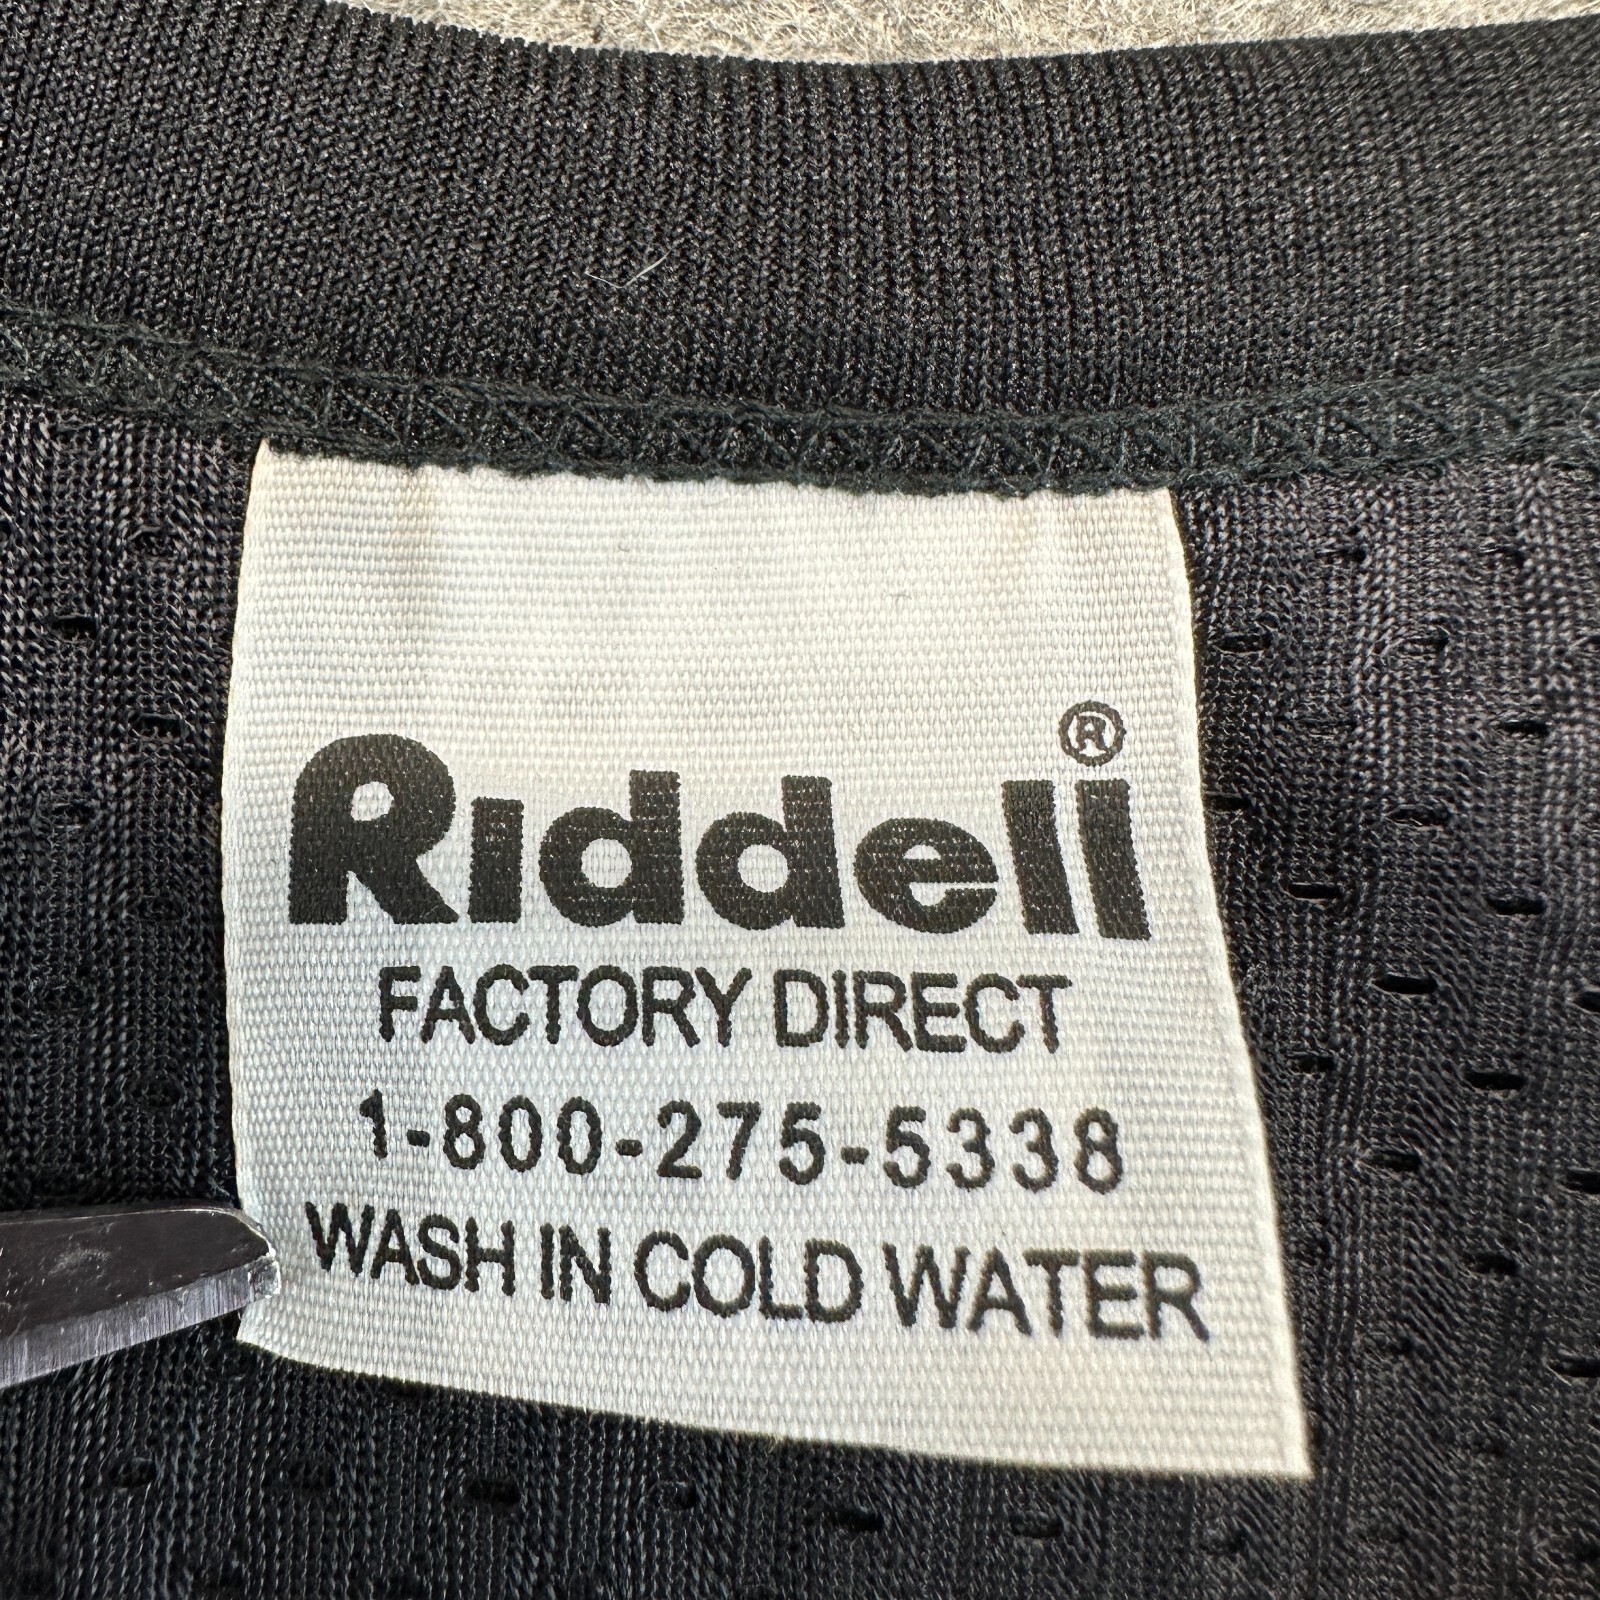 Riddell®
FACTORY DIRECT
1-800-275-5338
WASH IN COLD WATER